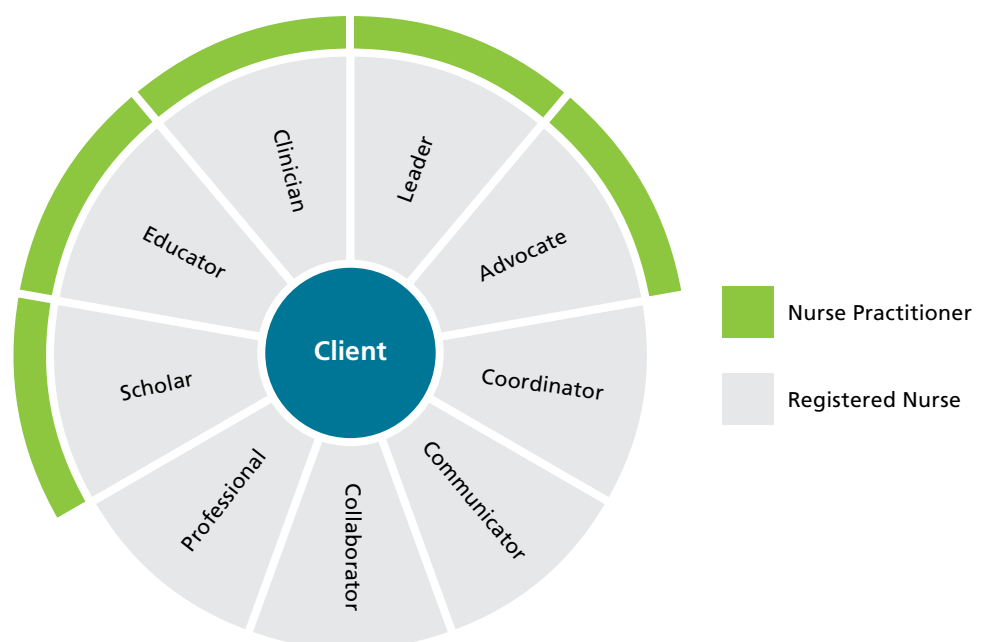 Clinician
Leader
Advocate
Coordinator
Communicator
Collaborator
Professional
Scholar
Educator
Client
Nurse Practitioner
Registered Nurse